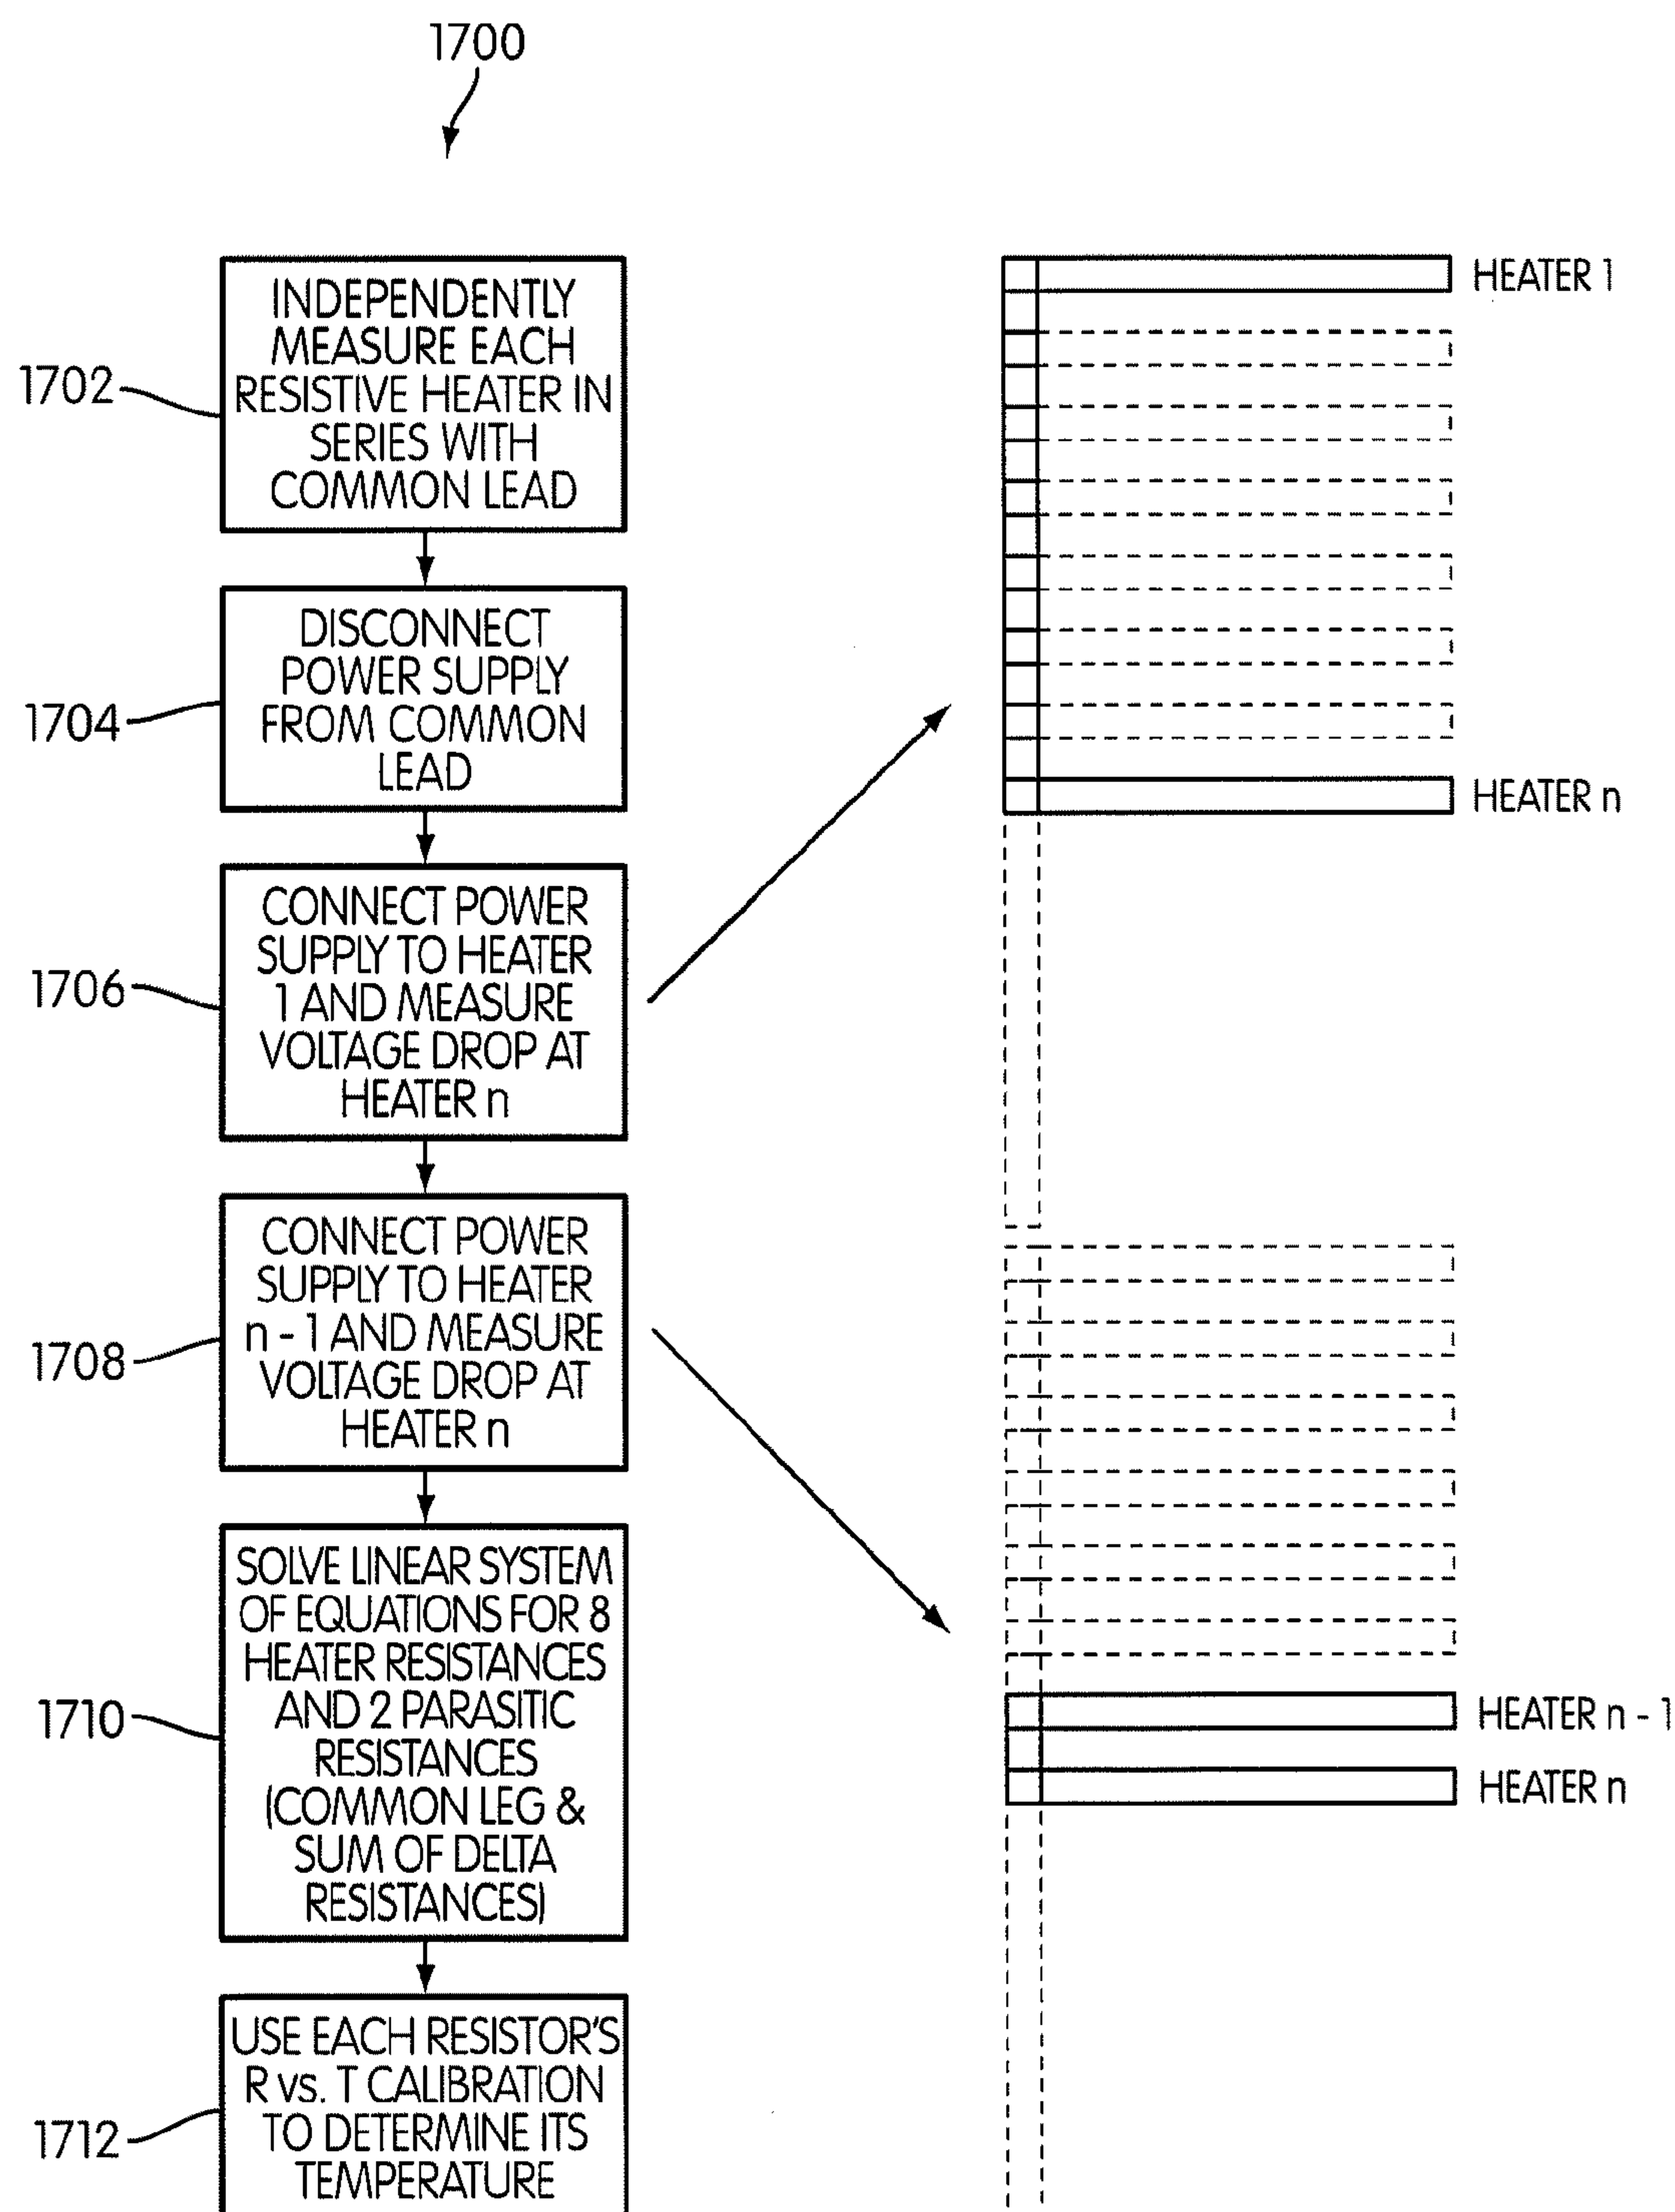 1700
1702
INDEPENDENTLY
MEASURE EACH
RESISTIVE HEATER IN
SERIES WITH
COMMON LEAD
1704
DISCONNECT
POWER SUPPLY
FROM COMMON
LEAD
1706
CONNECT POWER
SUPPLY TO HEATER
1 AND MEASURE
VOLTAGE DROP AT
HEATER n
1708
CONNECT POWER
SUPPLY TO HEATER
n - 1 AND MEASURE
VOLTAGE DROP AT
HEATER n
1710
SOLVE LINEAR SYSTEM
OF EQUATIONS FOR 8
HEATER RESISTANCES
AND 2 PARASITIC
RESISTANCES
(COMMON LEG &
SUM OF DELTA
RESISTANCES)
1712
USE EACH RESISTOR'S
R vs. T CALIBRATION
TO DETERMINE ITS
TEMPERATURE
HEATER 1
HEATER n
HEATER n - 1
HEATER n